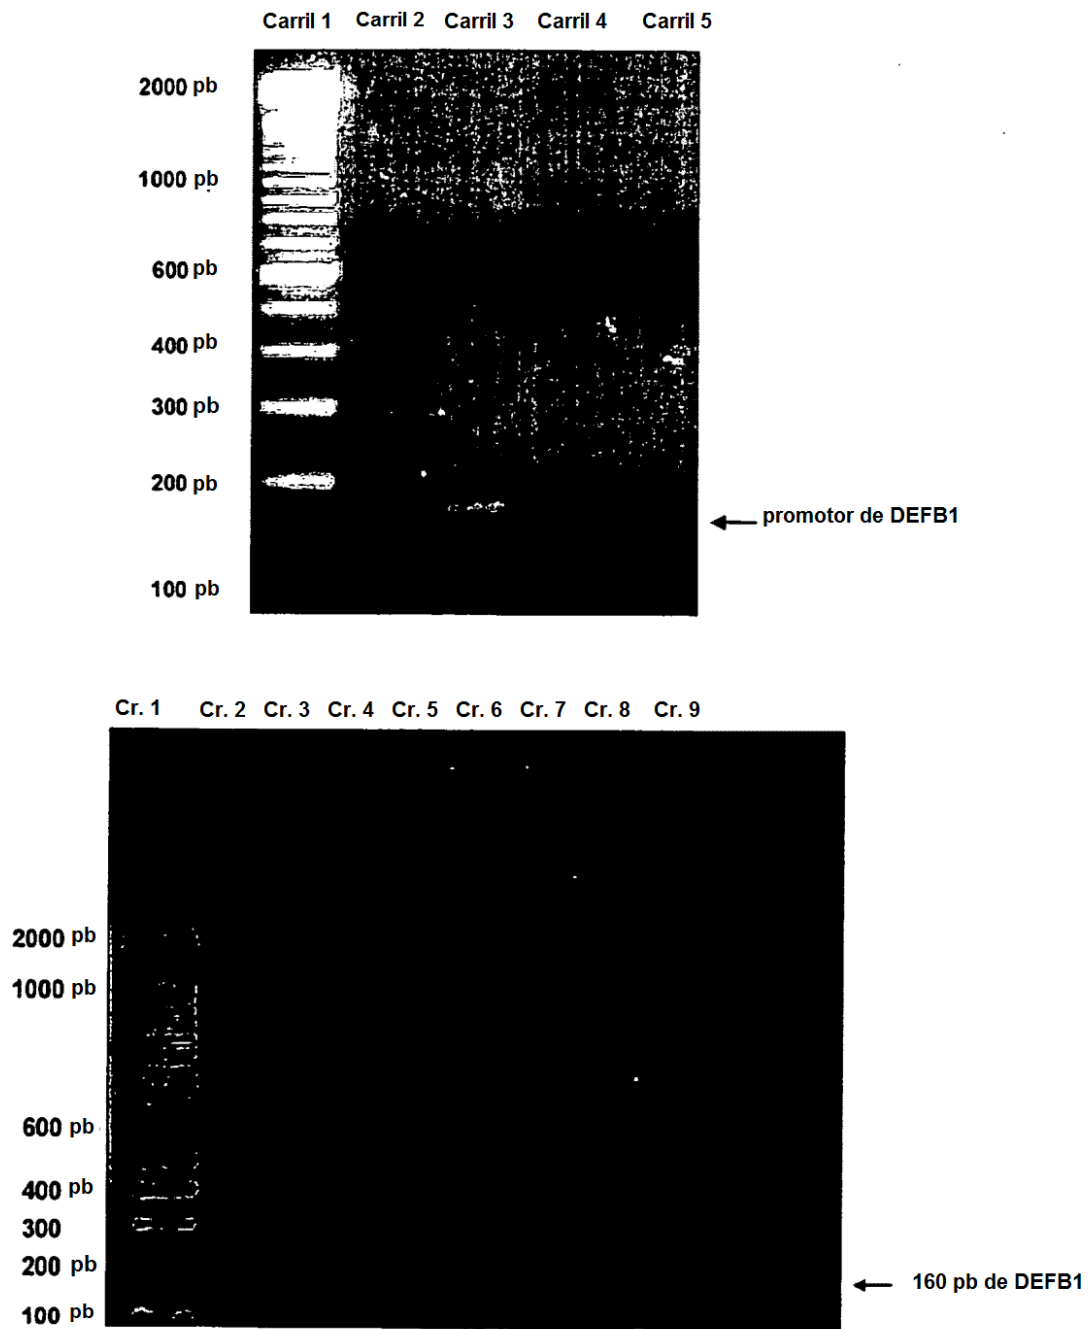 Carril 1 Carril 2 Carril 3 Carril 4 Carril 5
2000 pb
1000 pb
600 pb
400 pb
300 pb
200 pb
promotor de DEFB1
100 pb
Cr. 1 Cr. 2 Cr. 3 Cr. 4 Cr. 5 Cr. 6 Cr. 7 Cr. 8 Cr. 9
2000 pb
1000 pb
600 pb
400 pb
300
200 pb
160 pb de DEFB1
100 pb